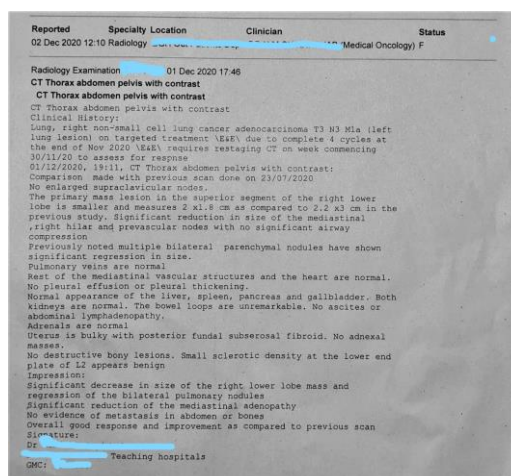 Reported Specialty Location Clinician Status
02 Dec 2020 12:10 Radiology (Medical Oncology) F
Radiology Examination 01 Dec 2020 17:46
CT Thorax abdomen pelvis with contrast
CT Thorax abdomen pelvis with contrast
CT Thorax abdomen pelvis with contrast
Clinical History:
Lung, right non-small cell lung cancer adenocarcinoma T3 N3 M1a (left
lung lesion) on targeted treatment \E&E\ due to complete 4 cycles at
the end of Nov 2020 \E&E\ requires restaging CT on week commencing
30/11/20 to assess for respnse
01/12/2020, 19:11, CT Thorax abdomen pelvis with contrast:
Comparison made with previous scan done on 23/07/2020
No enlarged supraclavicular nodes.
The primary mass lesion in the superior segment of the right lower
lobe is smaller and measures 2 x1.8 cm as compared to 2.2 x3 cm in the
previous study. Significant reduction in size of the mediastinal
,right hilar and prevascular nodes with no significant airway
compression
Previously noted multiple bilateral parenchymal nodules have shown
significant regression in size.
Pulmonary veins are normal
Rest of the mediastinal vascular structures and the heart are normal.
No pleural effusion or pleural thickening.
Normal appearance of the liver, spleen, pancreas and gallbladder. Both
kidneys are normal. The bowel loops are unremarkable. No ascites or
abdominal lymphadenopathy.
Adrenals are normal
Uterus is bulky with posterior fundal subserosal fibroid. No adnexal
masses.
No destructive bony lesions. Small sclerotic density at the lower end
plate of L2 appears benign
Impression:
Significant decrease in size of the right lower lobe mass and
regression of the bilateral pulmonary nodules
Significant reduction of the mediastinal adenopathy
No evidence of metastasis in abdomen or bones
Overall good response and improvement as compared to previous scan
Signature:
Dr
Teaching hospitals
GMC: